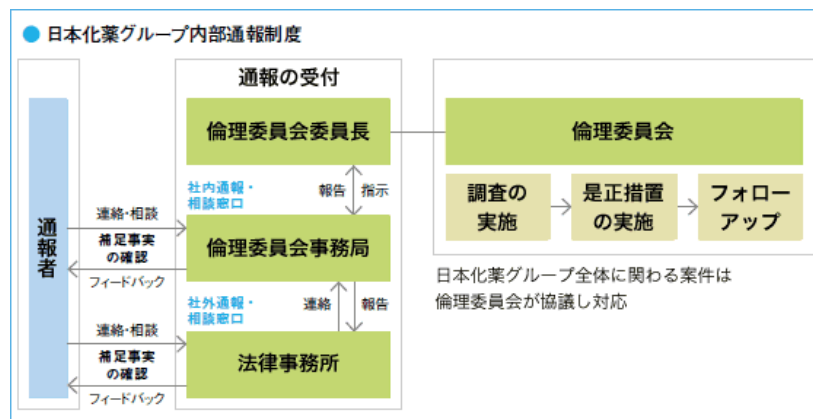 ● 日本化薬グループ内部通報制度
通報者
連絡・相談
補足事実
の確認
フィードバック
連絡・相談
補足事実
の確認
フィードバック
通報の受付
倫理委員会委員長
社内通報・
相談窓口
報告 指示
倫理委員会事務局
社外通報・
相談窓口
連絡 報告
法律事務所
倫理委員会
調査の
実施
是正措置
の実施
フォロー
アップ
日本化薬グループ全体に関わる案件は
倫理委員会が協議し対応